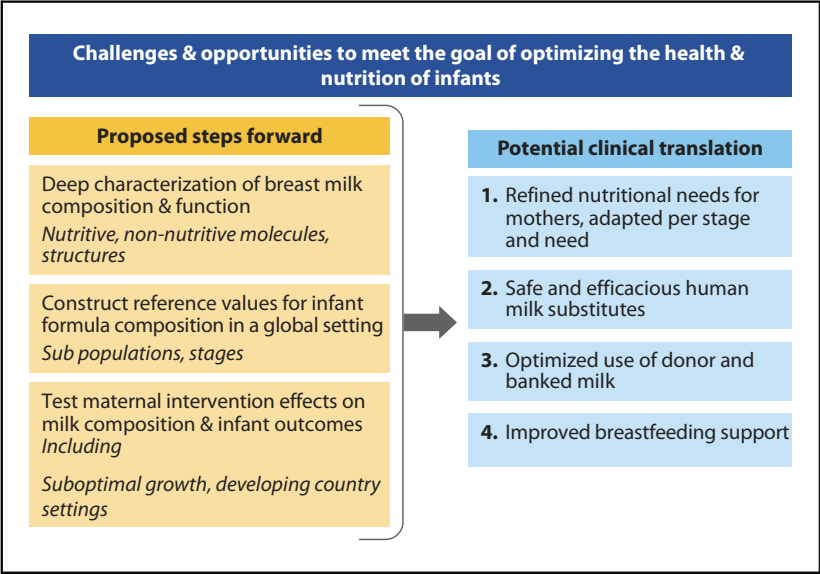 Challenges & opportunities to meet the goal of optimizing the health &
nutrition of infants
Proposed steps forward
Deep characterization of breast milk
composition & function
Nutritive, non-nutritive molecules,
structures
Construct reference values for infant
formula composition in a global setting
Sub populations, stages
Test maternal intervention effects on
milk composition & infant outcomes
Including
Suboptimal growth, developing country
settings
Potential clinical translation
1. Refined nutritional needs for
mothers, adapted per stage
and need
2. Safe and efficacious human
milk substitutes
3. Optimized use of donor and
banked milk
4. Improved breastfeeding support